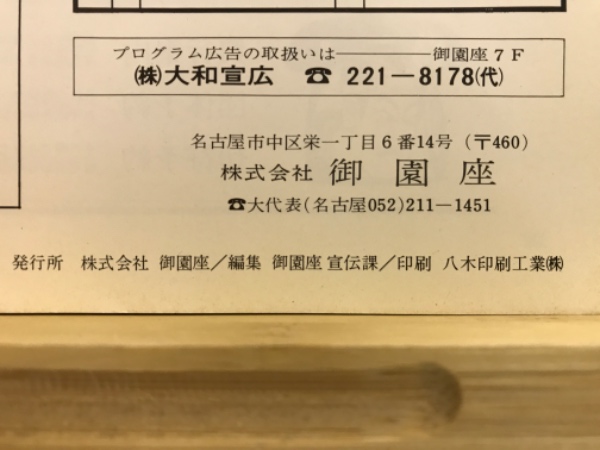 プログラム広告の取扱いは――――御園座7F
㈱大和宣広 ☎ 221―8178㈹
名古屋市中区栄一丁目6番14号(〒460)
株式会社 御園座
☎大代表(名古屋052)211―1451
発行所 株式会社 御園座/編集 御園座宣伝課/印刷 八木印刷工業㈱